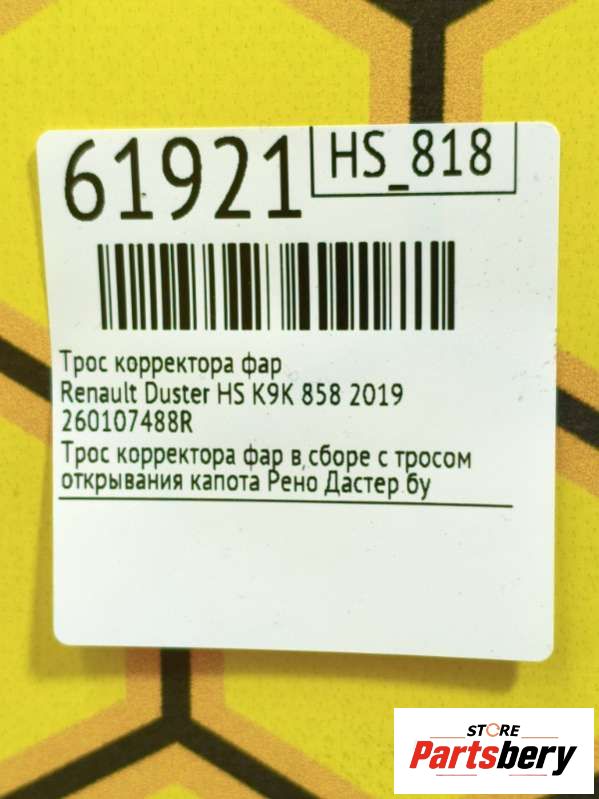 61921
HS_818
Трос корректора фар
Renault Duster HS K9K 858 2019
260107488R
Трос корректора фар в сборе с тросом
открывания капота Рено Дастер бу
STORE
Partsbery